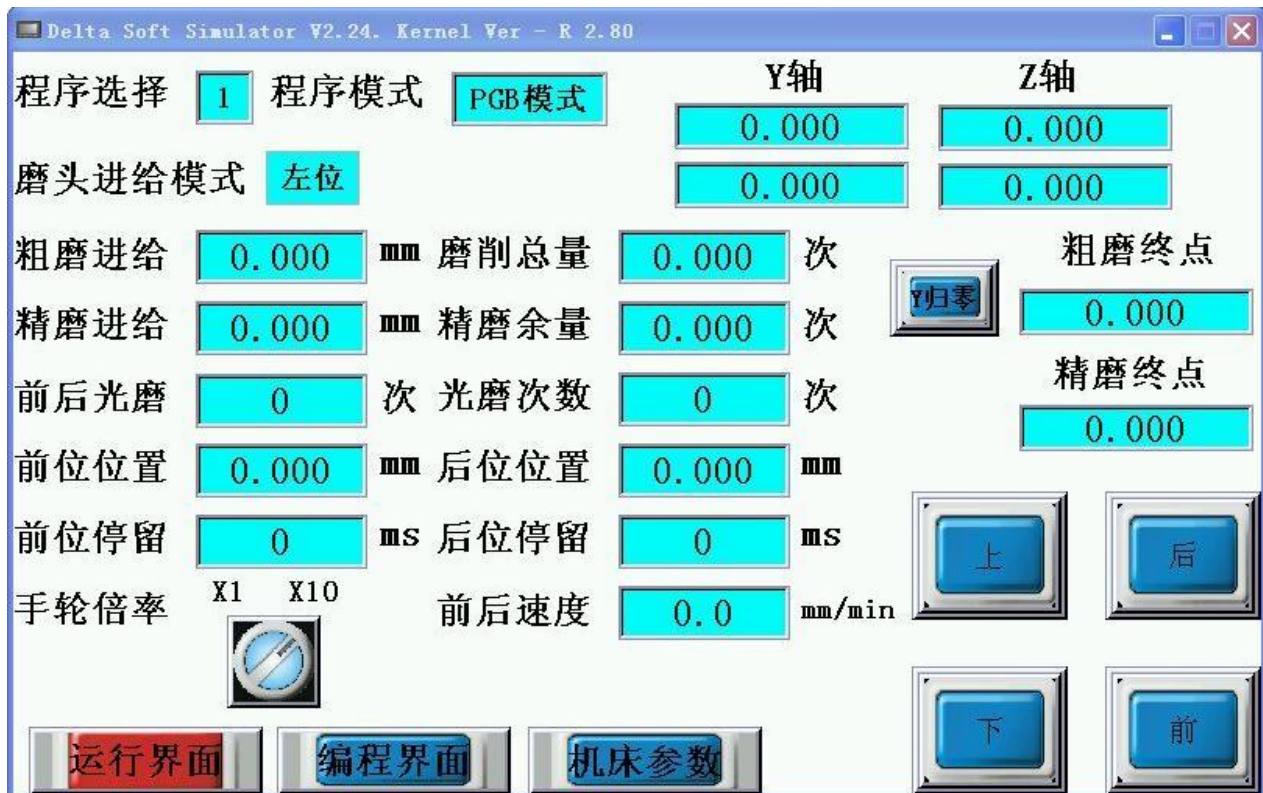 Delta Soft Simulator V2.24. Kernel Ver - R 2.80
程序选择 1 程序模式 PGB模式 Y轴 Z轴
0.000 0.000
磨头进给模式 左位 0.000 0.000
粗磨进给 0.000 mm 磨削总量 0.000 次 Y归零 粗磨终点
0.000
精磨进给 0.000 mm 精磨余量 0.000 次
精磨终点
前后光磨 0 次 光磨次数 0 次 0.000
前位位置 0.000 mm 后位位置 0.000 mm
前位停留 0 ms 后位停留 0 ms 上 后
手轮倍率 X1 X10 前后速度 0.0 mm/min
运行界面 编程界面 机床参数 下 前